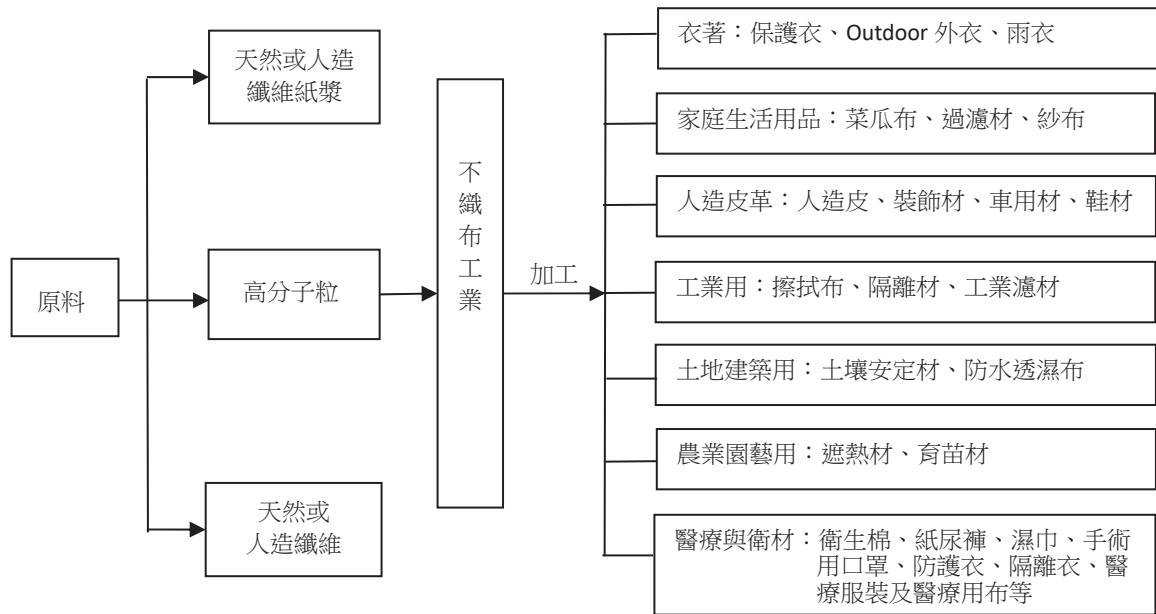 原料
天然或人造
纖維紙漿
高分子粒
天然或
人造纖維
不織布工業
加工
衣著：保護衣、Outdoor 外衣、雨衣
家庭生活用品：菜瓜布、過濾材、紗布
人造皮革：人造皮、裝飾材、車用材、鞋材
工業用：擦拭布、隔離材、工業濾材
土地建築用：土壤安定材、防水透濕布
農業園藝用：遮熱材、育苗材
醫療與衛材：衛生棉、紙尿褲、濕巾、手術
用口罩、防護衣、隔離衣、醫
療服裝及醫療用布等